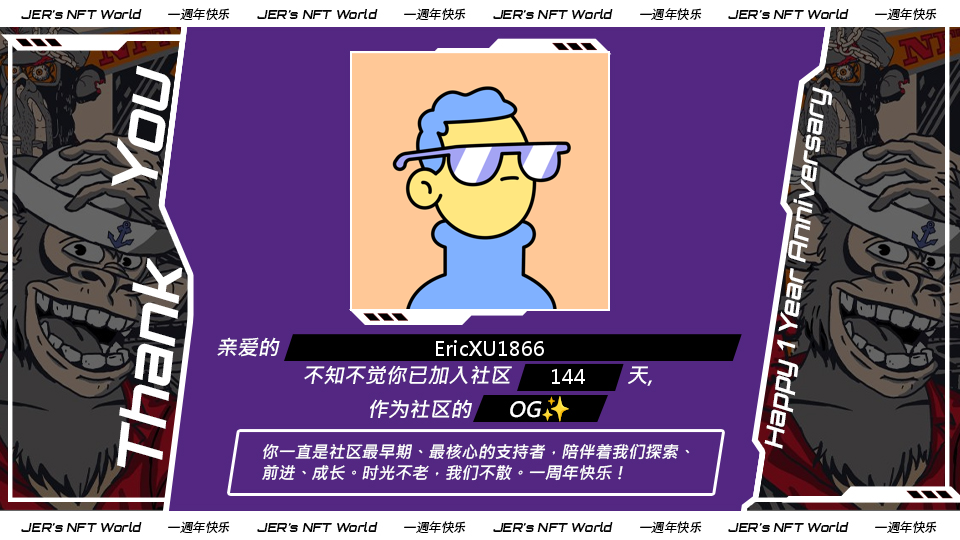 JER's NFT World 一週年快乐 JER's NFT World 一週年快乐 JER's NFT World 一週年快乐 JER's NFT World 一週年快乐
Thank You
Happy 1 Year Anniversary
亲爱的 EricXU1866
不知不觉你已加入社区 144 天,
作为社区的 OG✨
你一直是社区最早期、最核心的支持者，陪伴着我们探索、
前进、成长。时光不老，我们不散。一周年快乐！
JER's NFT World 一週年快乐 JER's NFT World 一週年快乐 JER's NFT World 一週年快乐 JER's NFT World 一週年快乐